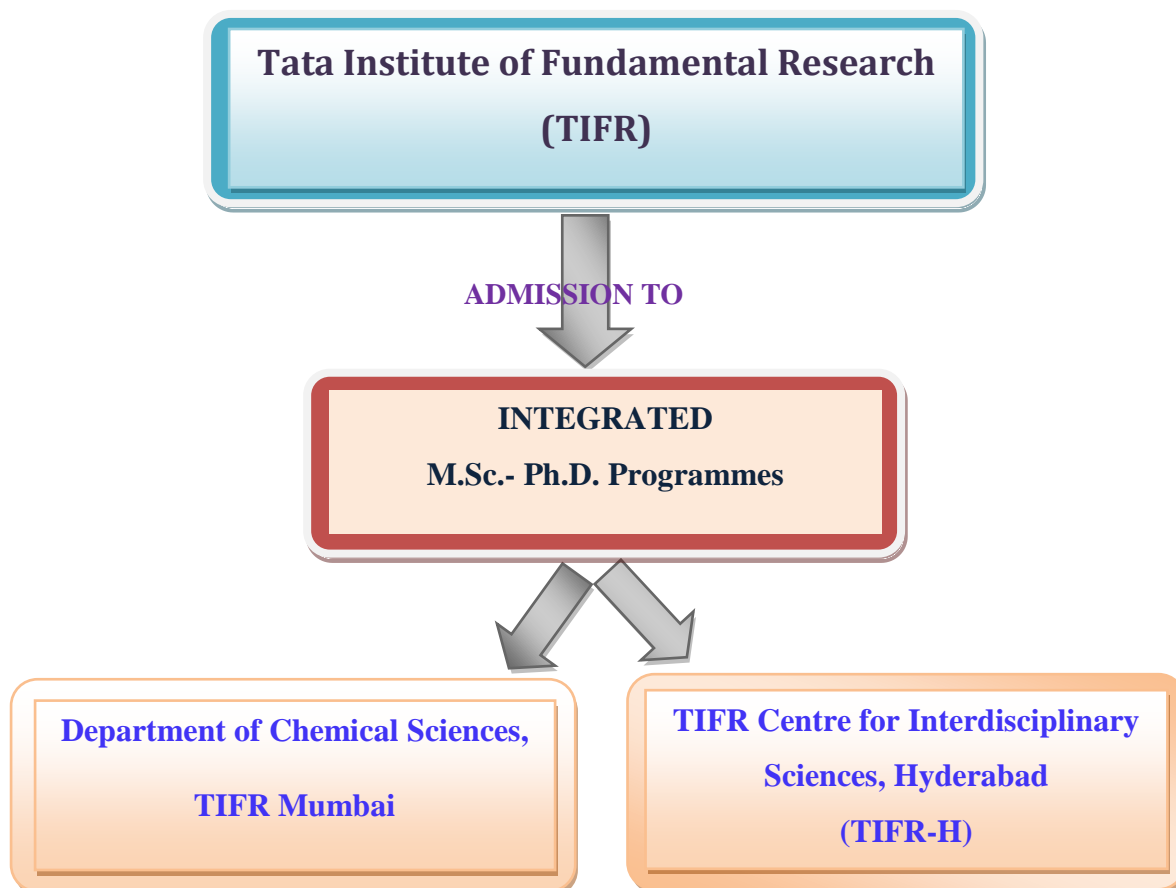 Tata Institute of Fundamental Research
(TIFR)
ADMISSION TO
INTEGRATED
M.Sc.- Ph.D. Programmes
Department of Chemical Sciences,
TIFR Mumbai
TIFR Centre for Interdisciplinary
Sciences, Hyderabad
(TIFR-H)